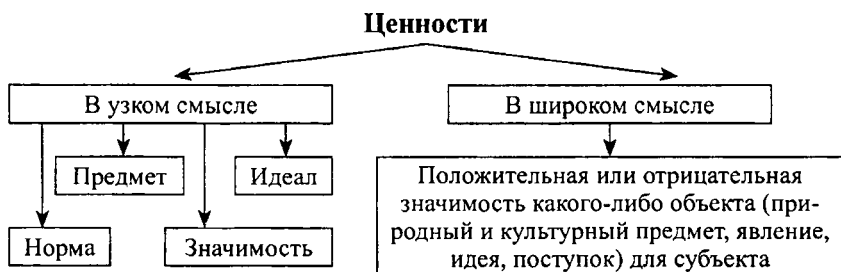 Ценности
В узком смысле
В широком смысле
Предмет
Идеал
Норма
Значимость
Положительная или отрицательная
значимость какого-либо объекта (при-
родный и культурный предмет, явление,
идея, поступок) для субъекта